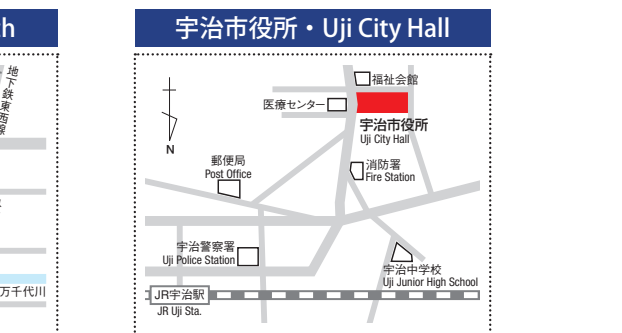 th
宇治市役所・Uji City Hall
地下鉄東西線
福祉会館
医療センター
宇治市役所
Uji City Hall
N
郵便局
Post Office
消防署
Fire Station
宇治警察署
Uji Police Station
宇治中学校
Uji Junior High School
万千代川
JR宇治駅
JR Uji Sta.